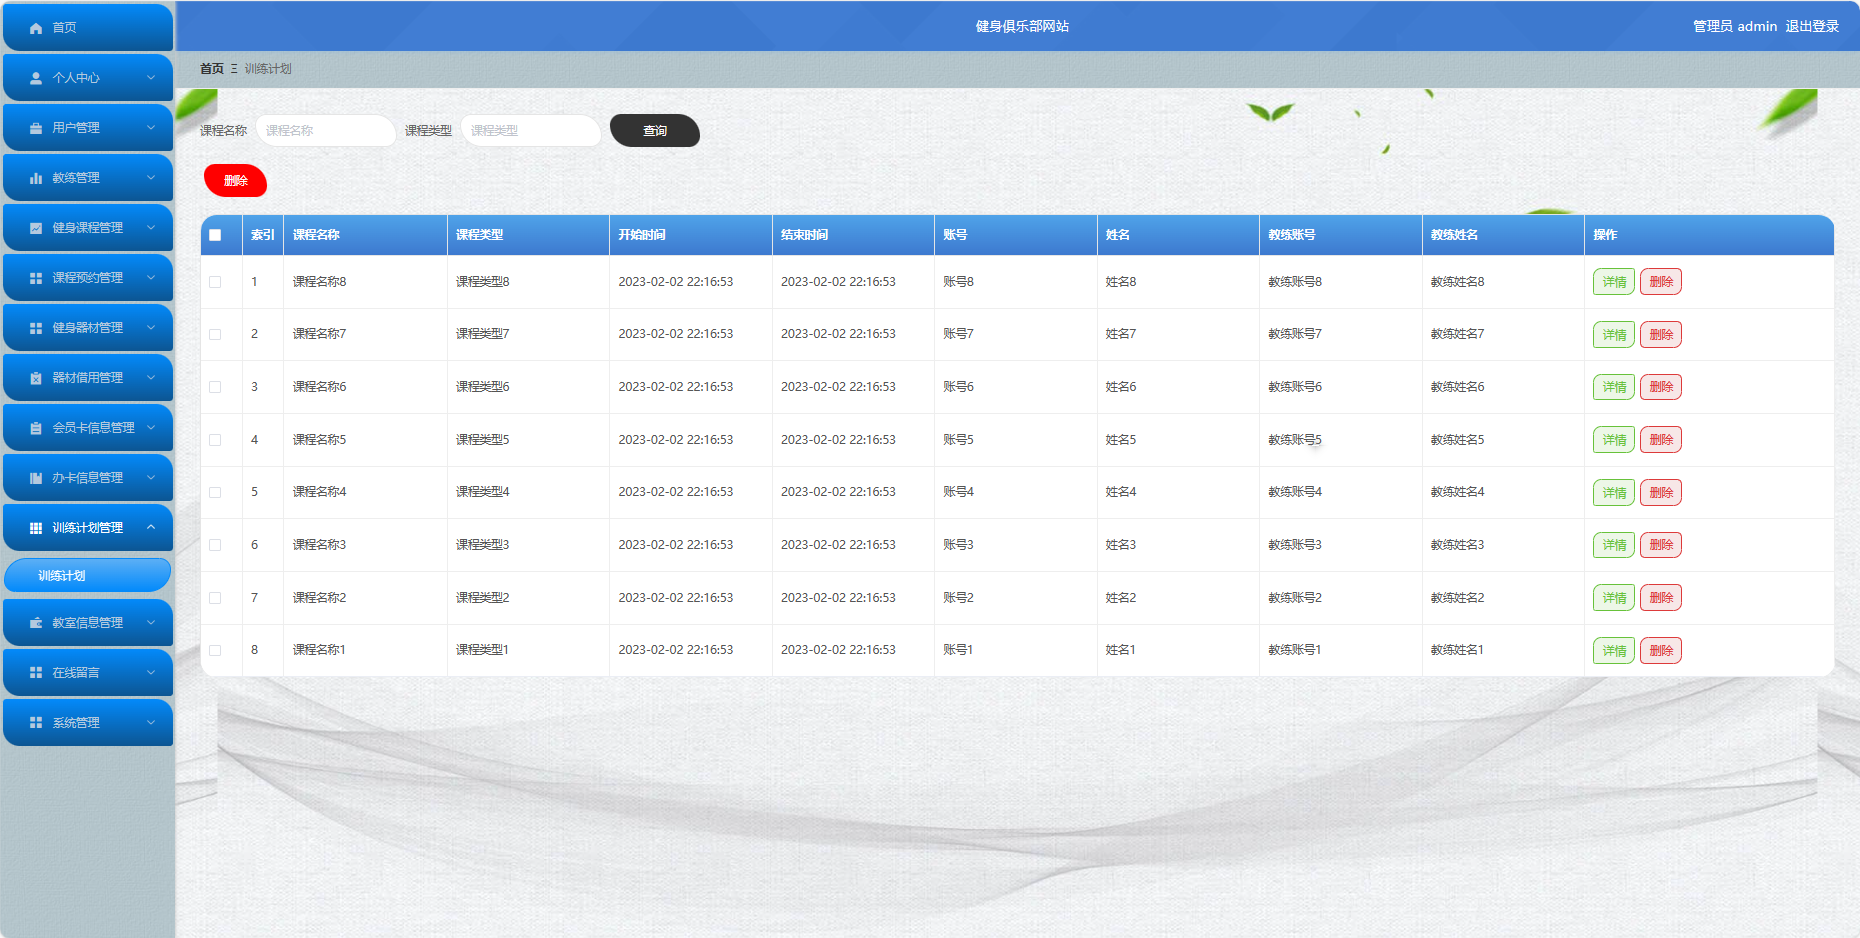 首页
个人中心
用户管理
教练管理
健身课程管理
课程预约管理
健身器材管理
器材借用管理
会员卡信息管理
办卡信息管理
训练计划管理
训练计划
教室信息管理
在线留言
系统管理
健身俱乐部网站
管理员 admin 退出登录
首页 Ξ 训练计划
课程名称 课程名称 课程类型 课程类型 查询
删除
索引 课程名称 课程类型 开始时间 结束时间 账号 姓名 教练账号 教练姓名 操作
1 课程名称8 课程类型8 2023-02-02 22:16:53 2023-02-02 22:16:53 账号8 姓名8 教练账号8 教练姓名8 详情 删除
2 课程名称7 课程类型7 2023-02-02 22:16:53 2023-02-02 22:16:53 账号7 姓名7 教练账号7 教练姓名7 详情 删除
3 课程名称6 课程类型6 2023-02-02 22:16:53 2023-02-02 22:16:53 账号6 姓名6 教练账号6 教练姓名6 详情 删除
4 课程名称5 课程类型5 2023-02-02 22:16:53 2023-02-02 22:16:53 账号5 姓名5 教练账号5 教练姓名5 详情 删除
5 课程名称4 课程类型4 2023-02-02 22:16:53 2023-02-02 22:16:53 账号4 姓名4 教练账号4 教练姓名4 详情 删除
6 课程名称3 课程类型3 2023-02-02 22:16:53 2023-02-02 22:16:53 账号3 姓名3 教练账号3 教练姓名3 详情 删除
7 课程名称2 课程类型2 2023-02-02 22:16:53 2023-02-02 22:16:53 账号2 姓名2 教练账号2 教练姓名2 详情 删除
8 课程名称1 课程类型1 2023-02-02 22:16:53 2023-02-02 22:16:53 账号1 姓名1 教练账号1 教练姓名1 详情 删除